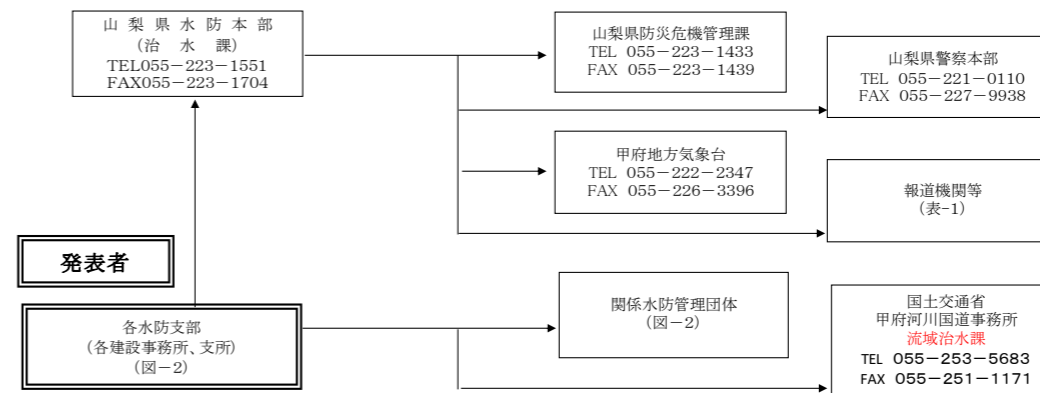 山 梨 県 水 防 本 部
(治 水 課)
TEL055-223-1551
FAX055-223-1704
山梨県防災危機管理課
TEL 055-223-1433
FAX 055-223-1439
山梨県警察本部
TEL 055-221-0110
FAX 055-227-9938
甲府地方気象台
TEL 055-222-2347
FAX 055-226-3396
報道機関等
(表-1)
発表者
各水防支部
(各建設事務所、支所)
(図-2)
関係水防管理団体
(図-2)
国土交通省
甲府河川国道事務所
流域治水課
TEL 055-253-5683
FAX 055-251-1171